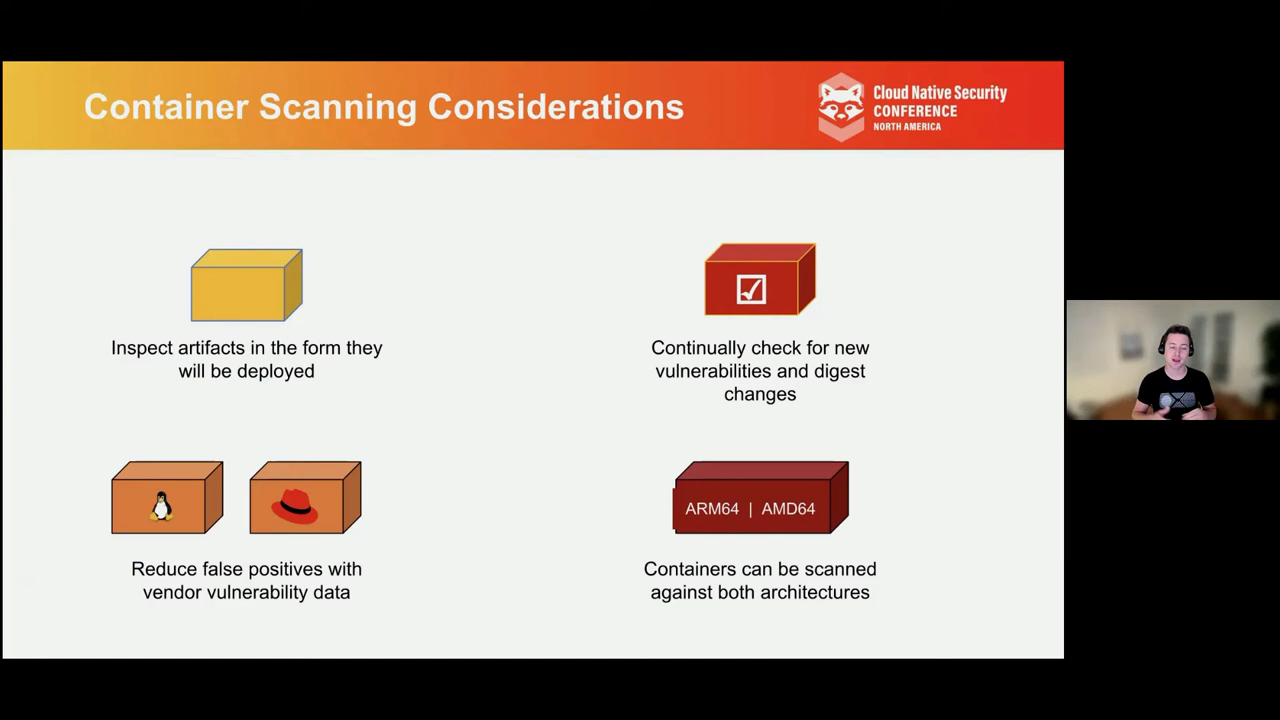 Container Scanning Considerations
Cloud Native Security
CONFERENCE
NORTH AMERICA
Inspect artifacts in the form they
will be deployed
Continually check for new
vulnerabilities and digest
changes
Reduce false positives with
vendor vulnerability data
ARM64 | AMD64
Containers can be scanned
against both architectures